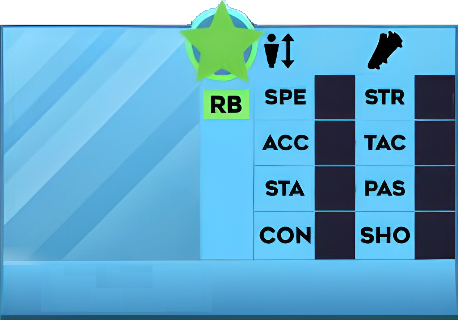 RB
SPE STR
ACC TAC
STA PAS
CON SHO